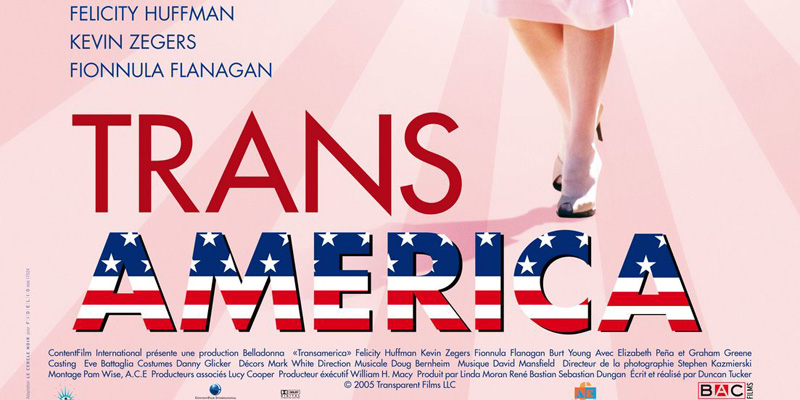 FELICITY HUFFMAN
KEVIN ZEGERS
FIONNULA FLANAGAN
TRANS
AMERICA
ContentFilm International présente une production Belladonna «Transamerica» Felicity Huffman Kevin Zegers Fionnula Flanagan Burt Young Avec Elizabeth Peña et Graham Greene
Casting Eve Battaglia Costumes Danny Glicker Décors Mark White Direction Musicale Doug Bernheim Musique David Mansfield Directeur de la photographie Stephen Kazmierski
Montage Pam Wise, A.C.E Producteurs associés Lucy Cooper Producteur éxécutif William H. Macy Produit par Linda Moran René Bastian Sebastian Dungan Écrit et réalisé par Duncan Tucker
© 2005 Transparent Films LLC
BAC FILMS